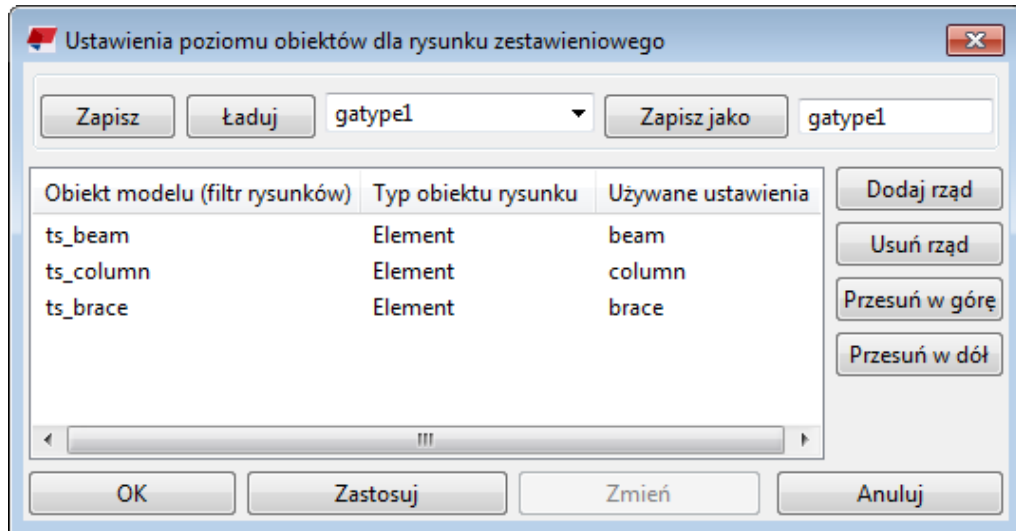 Ustawienia poziomu obiektów dla rysunku zestawieniowego
Zapisz Ładuj gatype1 Zapisz jako gatype1
Obiekt modelu (filtr rysunków) Typ obiektu rysunku Używane ustawienia
ts_beam Element beam
ts_column Element column
ts_brace Element brace
Dodaj rząd
Usuń rząd
Przesuń w górę
Przesuń w dół
OK Zastosuj Zmień Anuluj